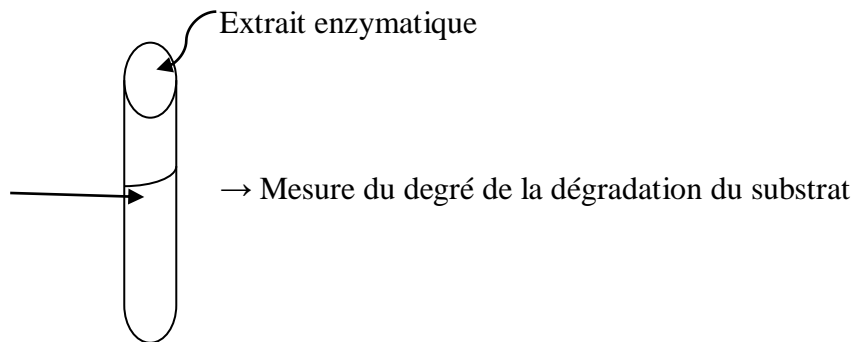 Extrait enzymatique
→ Mesure du degré de la dégradation du substrat